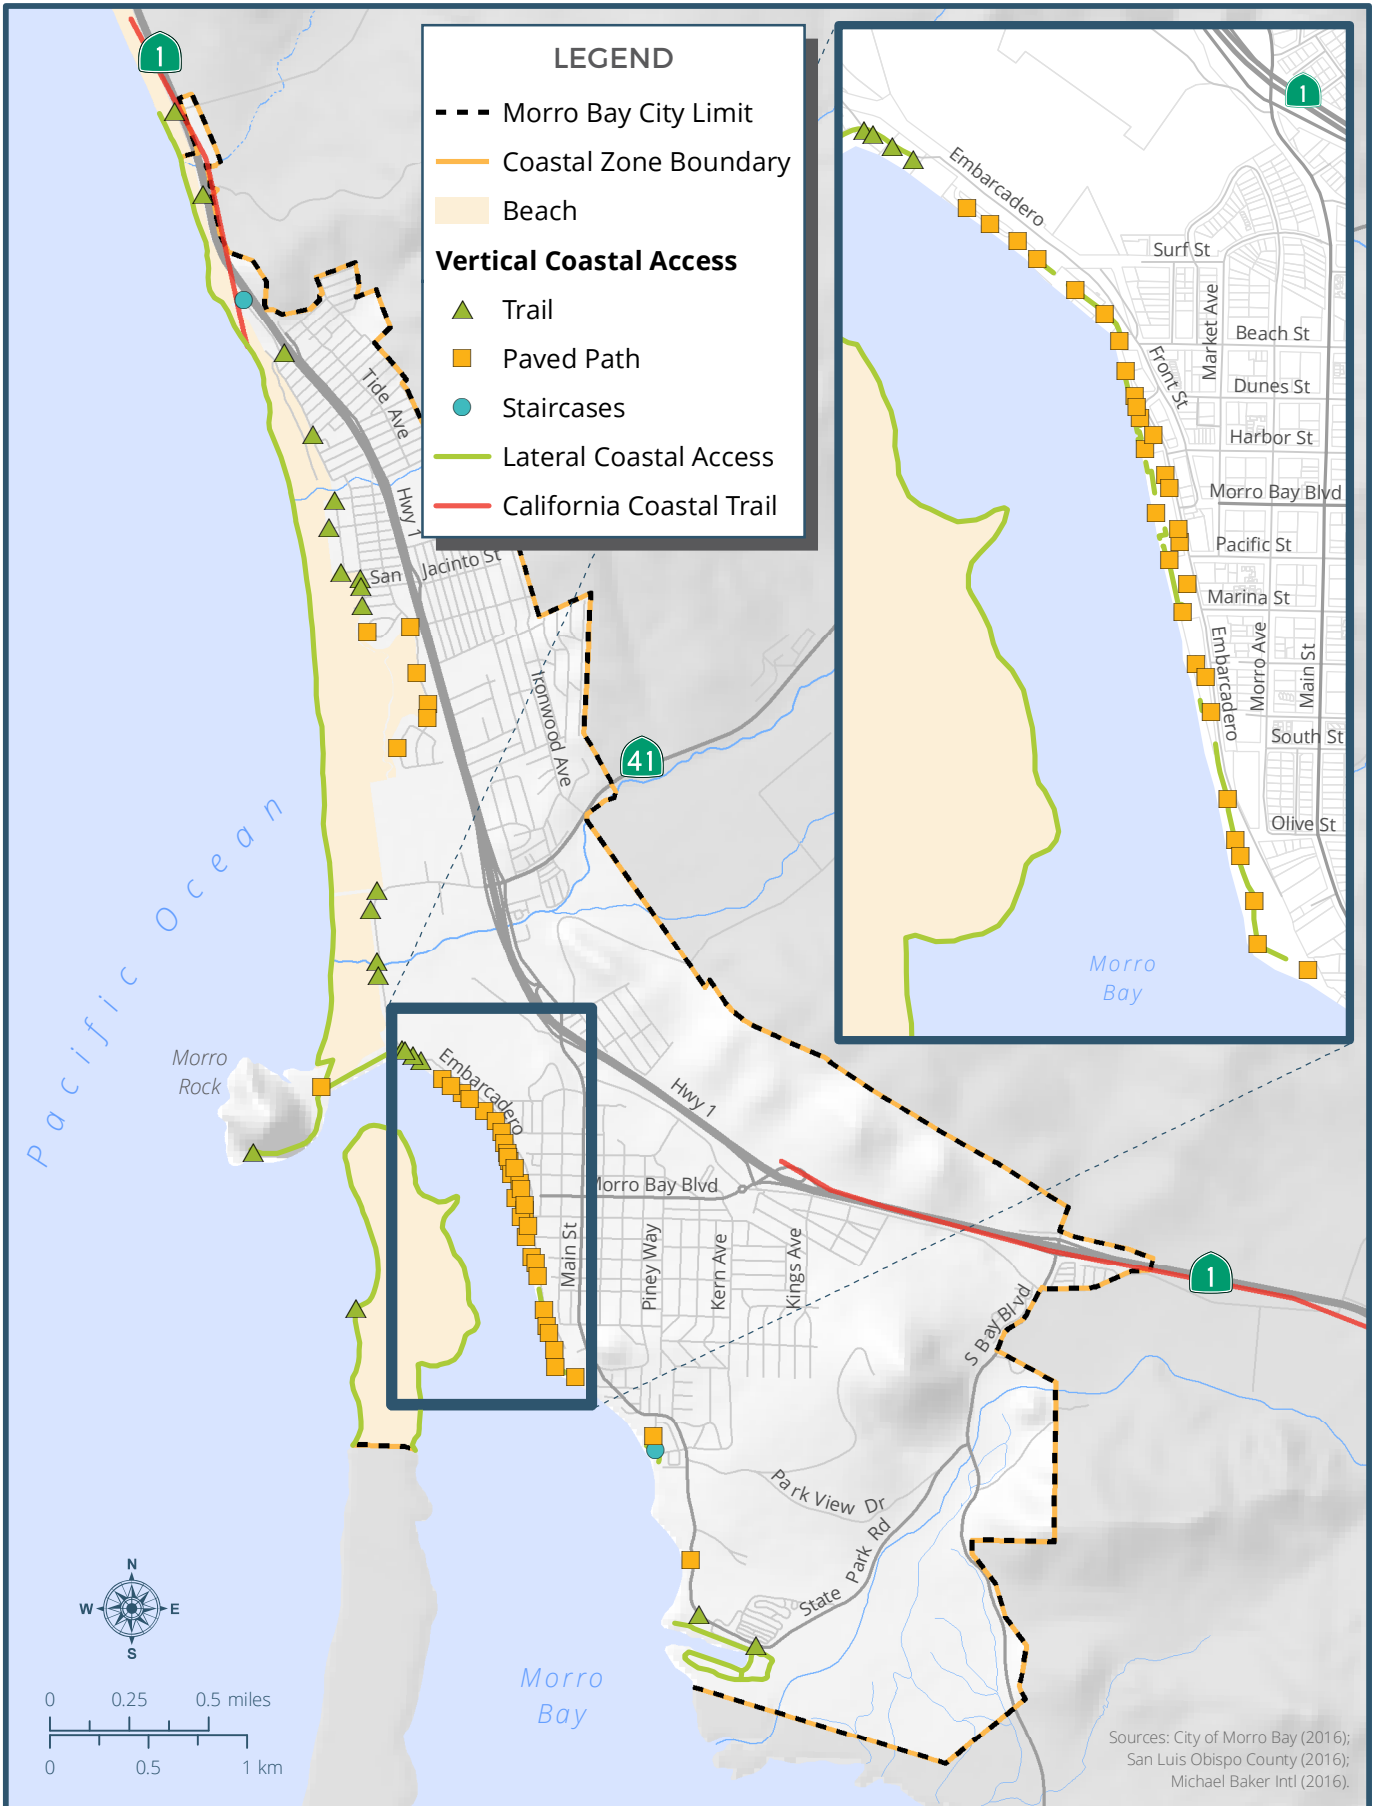 1
LEGEND
Morro Bay City Limit
Coastal Zone Boundary
Beach
Vertical Coastal Access
Trail
Paved Path
Staircases
Lateral Coastal Access
California Coastal Trail
1
Embarcadero
Surf St
Market Ave
Beach St
Front St
Dunes St
Harbor St
Morro Bay Blvd
Pacific St
Marina St
Embarcadero
Morro Ave
Main St
South St
Olive St
Morro
Bay
Tide Ave
Hwy 1
San Jacinto St
Ironwood Ave
41
Pacific Ocean
Morro
Rock
Embarcadero
Hwy 1
Morro Bay Blvd
Main St
Piney Way
Kern Ave
Kings Ave
1
S Bay Blvd
Park View Dr
State Park Rd
Morro
Bay
N
W E
S
0 0.25 0.5 miles
0 0.5 1 km
Sources: City of Morro Bay (2016);
San Luis Obispo County (2016);
Michael Baker Intl (2016).